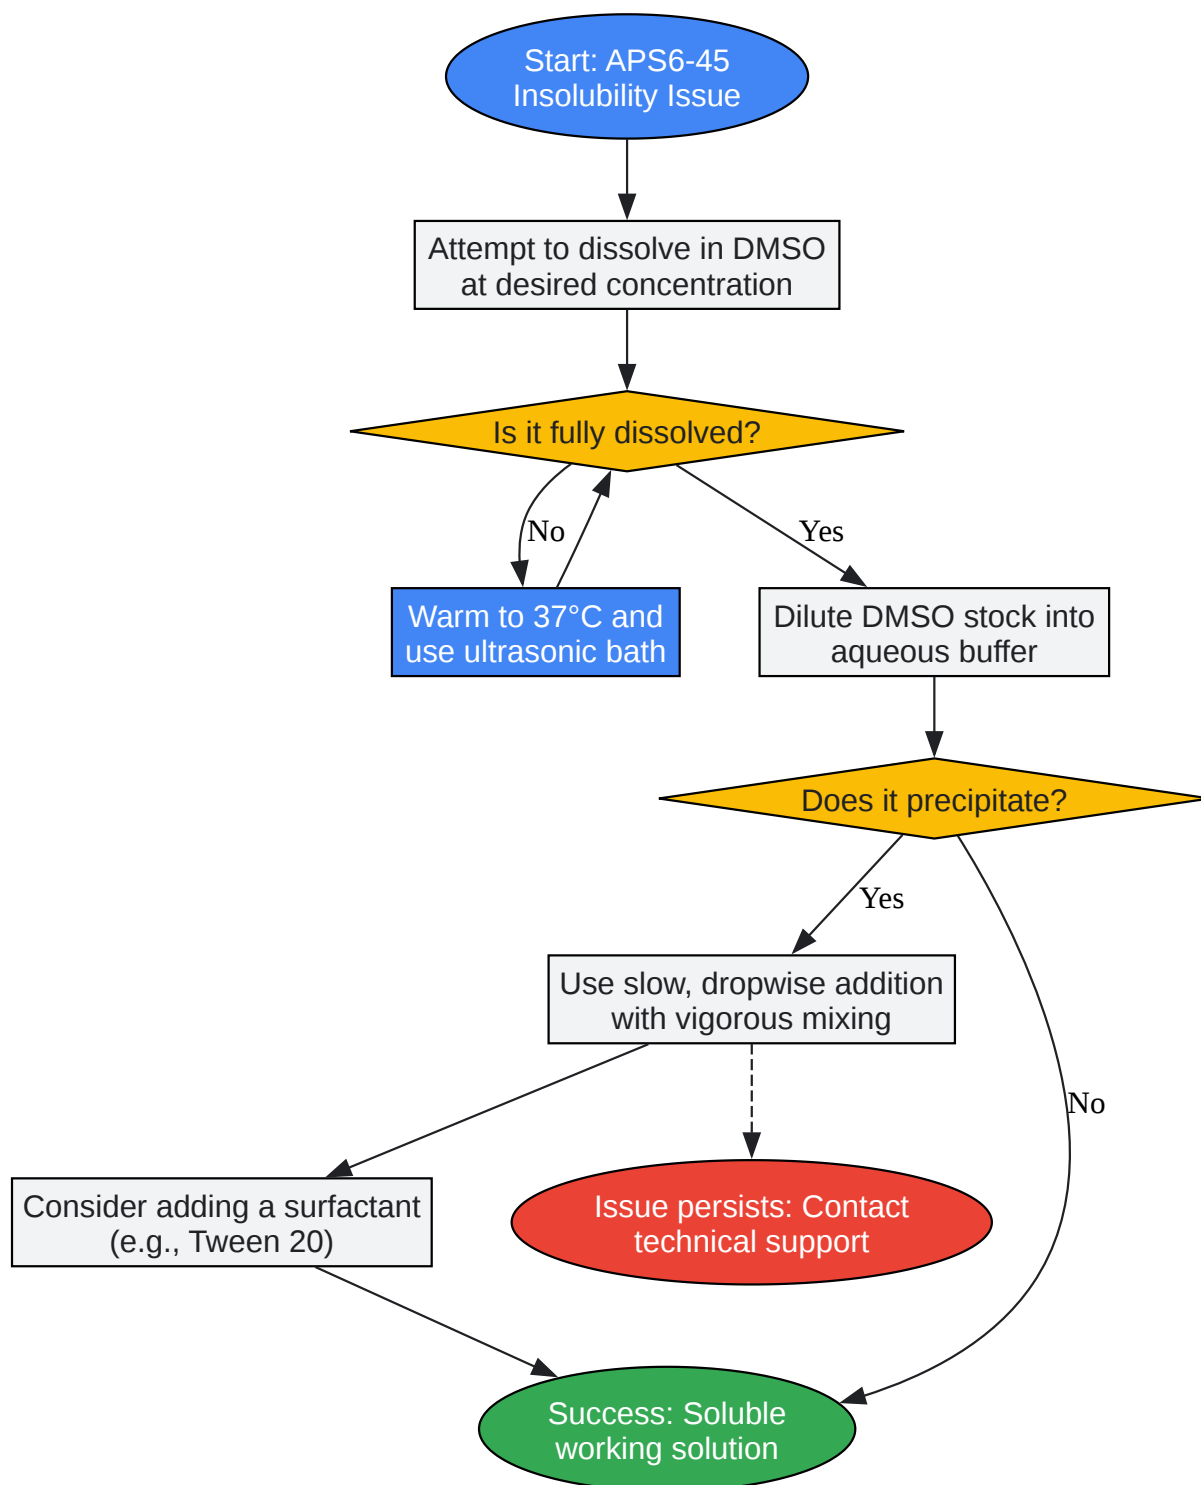 Start: APS6-45
Insolubility Issue
Attempt to dissolve in DMSO
at desired concentration
Is it fully dissolved?
No
Yes
Warm to 37°C and
use ultrasonic bath
Dilute DMSO stock into
aqueous buffer
Does it precipitate?
Yes
Use slow, dropwise addition
with vigorous mixing
No
Consider adding a surfactant
(e.g., Tween 20)
Issue persists: Contact
technical support
Success: Soluble
working solution